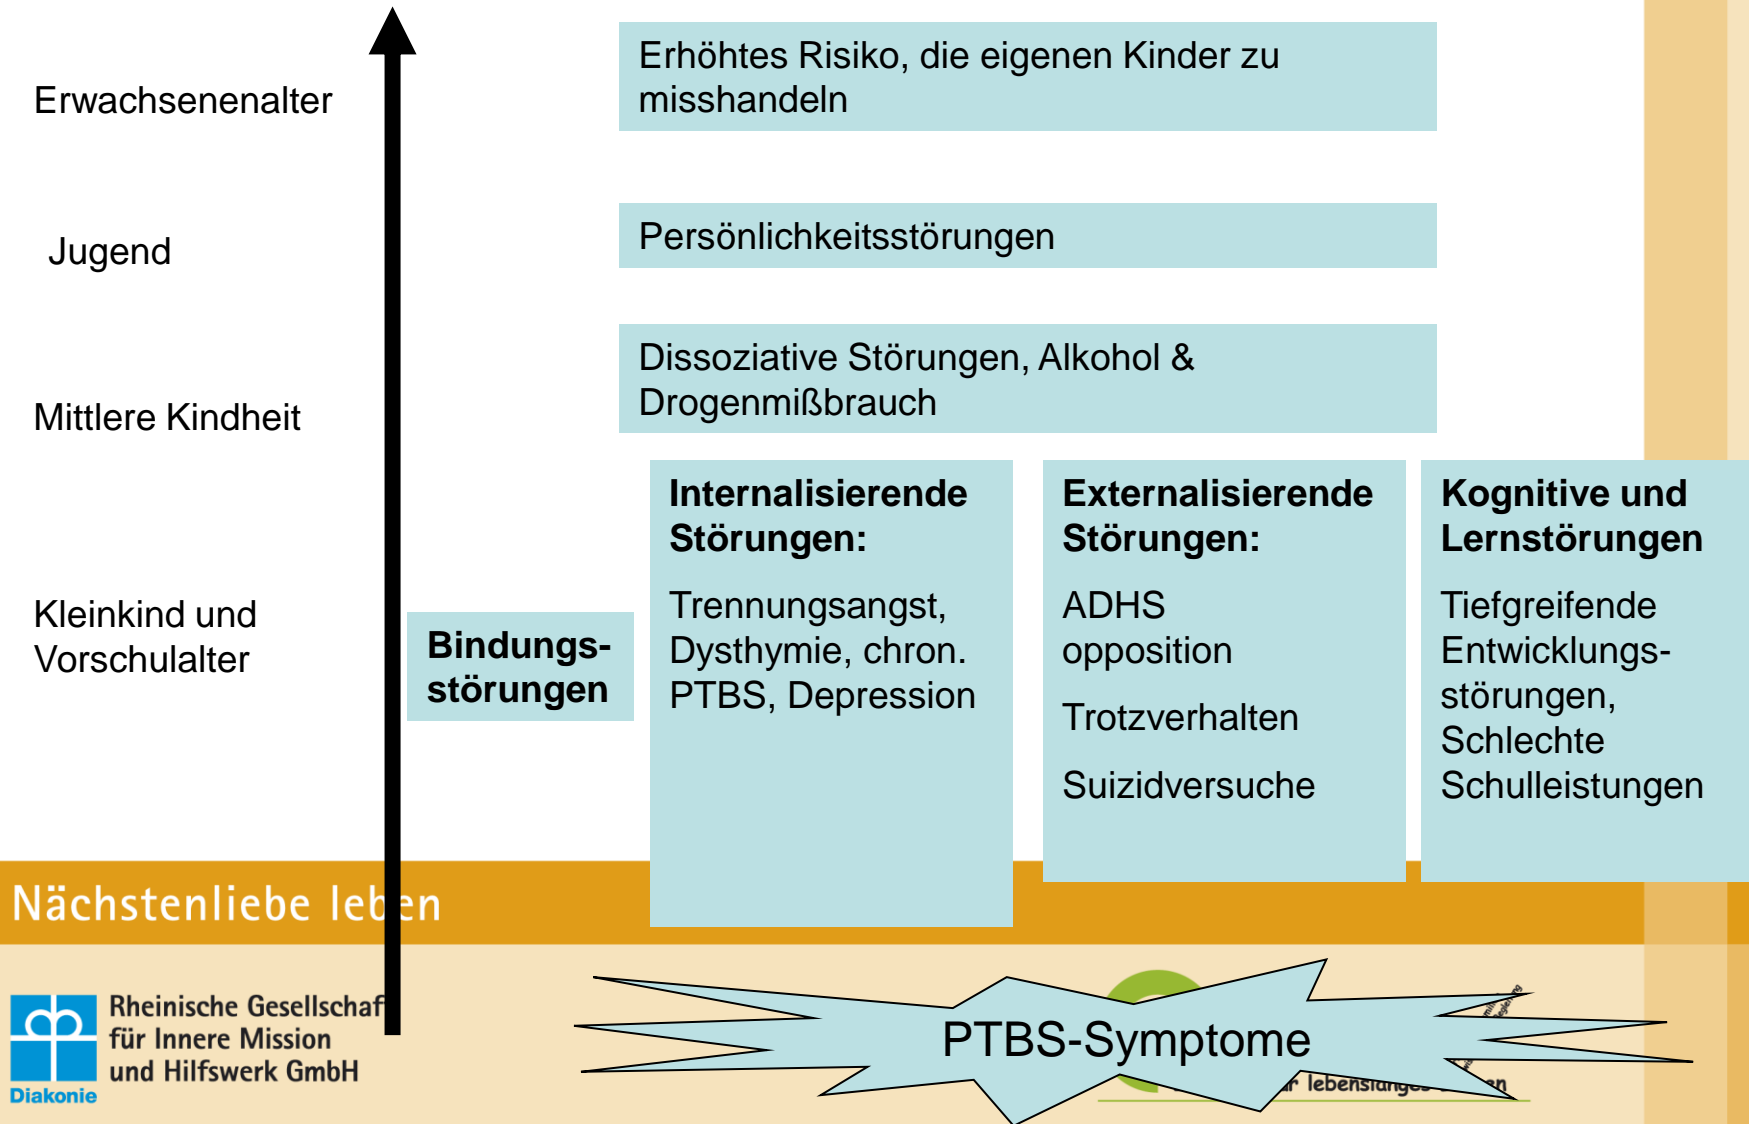 Erwachsenenalter
Erhöhtes Risiko, die eigenen Kinder zu
misshandeln
Jugend
Persönlichkeitsstörungen
Mittlere Kindheit
Dissoziative Störungen, Alkohol &
Drogenmißbrauch
Kleinkind und
Vorschulalter
Bindungs-
störungen
Internalisierende
Störungen:
Trennungsangst,
Dysthymie, chron.
PTBS, Depression
Externalisierende
Störungen:
ADHS
opposition
Trotzverhalten
Suizidversuche
Kognitive und
Lernstörungen
Tiefgreifende
Entwicklungs-
störungen,
Schlechte
Schulleistungen
Nächstenliebe leben
Diakonie
Rheinische Gesellschaf
für Innere Mission
und Hilfswerk GmbH
PTBS-Symptome
lebenslanges